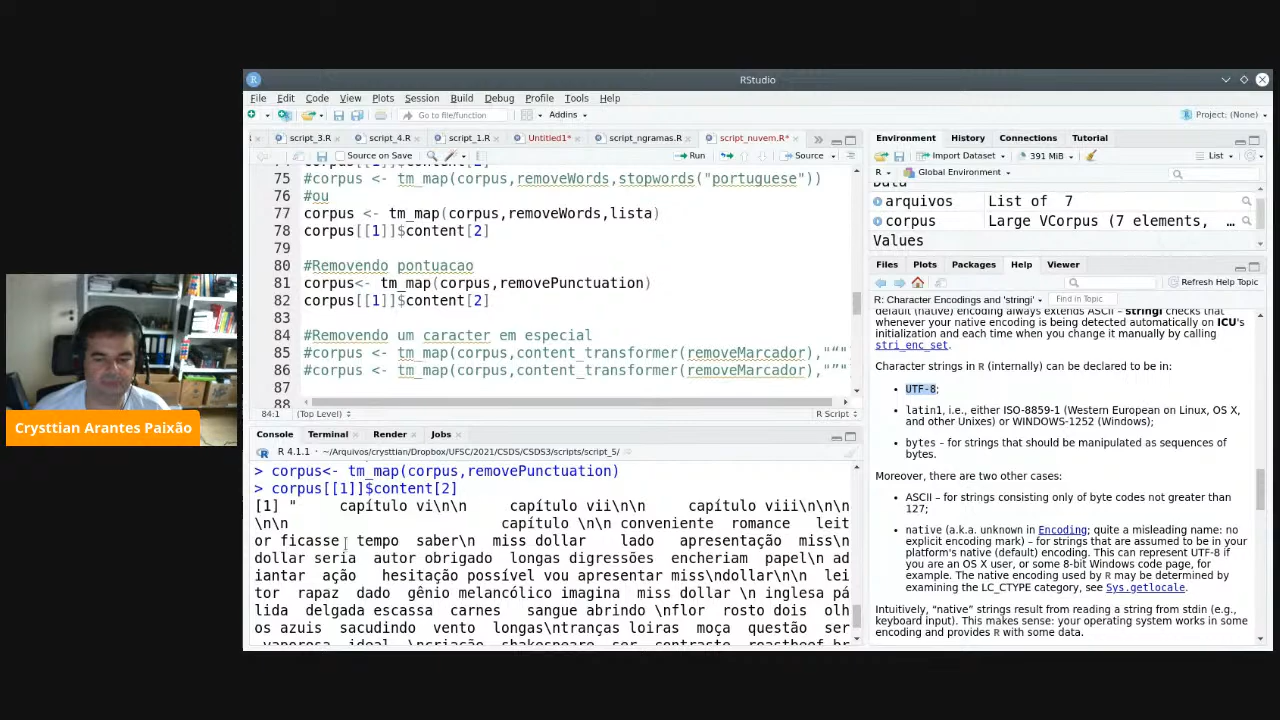 RStudio
File Edit Code View Plots Session Build Debug Profile Tools Help
Go to file/function Addins Project: (None)
script_3.R script_4.R script_1.R Untitled1* script_ngramas.R script_nuvem.R*
Source on Save Run Source
75 #corpus <- tm_map(corpus,removeWords,stopwords("portuguese"))
76 #ou
77 corpus <- tm_map(corpus,removeWords,lista)
78 corpus[[1]]$content[2]
79
80 #Removendo pontuacao
81 corpus<- tm_map(corpus,removePunctuation)
82 corpus[[1]]$content[2]
83
84 #Removendo um caracter em especial
85 #corpus <- tm_map(corpus,content_transformer(removeMarcador),"“"
86 #corpus <- tm_map(corpus,content_transformer(removeMarcador),"”"
87
88
84:1 (Top Level) R Script
Console Terminal Render Jobs
R 4.1.1 · ~/Arquivos/crysttian/Dropbox/UFSC/2021/CSDS/CSDS3/scripts/script_5/
> corpus<- tm_map(corpus,removePunctuation)
> corpus[[1]]$content[2]
[1] " capítulo vi\n\n capítulo vii\n\n capítulo viii\n\n\n
\n\n capítulo \n\n conveniente romance leit
or ficasse tempo saber\n miss dollar lado apresentação miss\n
dollar seria autor obrigado longas digressões encheriam papel\n ad
iantar ação hesitação possível vou apresentar miss\ndollar\n\n lei
tor rapaz dado gênio melancólico imagina miss dollar \n inglesa pá
lida delgada escassa carnes sangue abrindo \nflor rosto dois olh
os azuis sacudindo vento longas\ntranças loiras moça questão ser
vaporosa ideal \ncriação shakespeare ser contraste roastbeef br
Environment History Connections Tutorial
Import Dataset 391 MiB List
R Global Environment
Data
arquivos List of 7
corpus Large VCorpus (7 elements, …
Values
Files Plots Packages Help Viewer
Refresh Help Topic
R: Character Encodings and 'stringi' Find in Topic
default (native) encoding always extends ASCII – stringi checks that
whenever your native encoding is being detected automatically on ICU's
initialization and each time when you change it manually by calling
stri_enc_set.
Character strings in R (internally) can be declared to be in:
• UTF-8;
• latin1, i.e., either ISO-8859-1 (Western European on Linux, OS X,
and other Unixes) or WINDOWS-1252 (Windows);
• bytes – for strings that should be manipulated as sequences of
bytes.
Moreover, there are two other cases:
• ASCII – for strings consisting only of byte codes not greater than
127;
• native (a.k.a. unknown in Encoding; quite a misleading name: no
explicit encoding mark) – for strings that are assumed to be in your
platform's native (default) encoding. This can represent UTF-8 if
you are an OS X user, or some 8-bit Windows code page, for
example. The native encoding used by R may be determined by
examining the LC_CTYPE category, see Sys.getlocale.
Intuitively, “native” strings result from reading a string from stdin (e.g.,
keyboard input). This makes sense: your operating system works in some
encoding and provides R with some data.
Crysttian Arantes Paixão